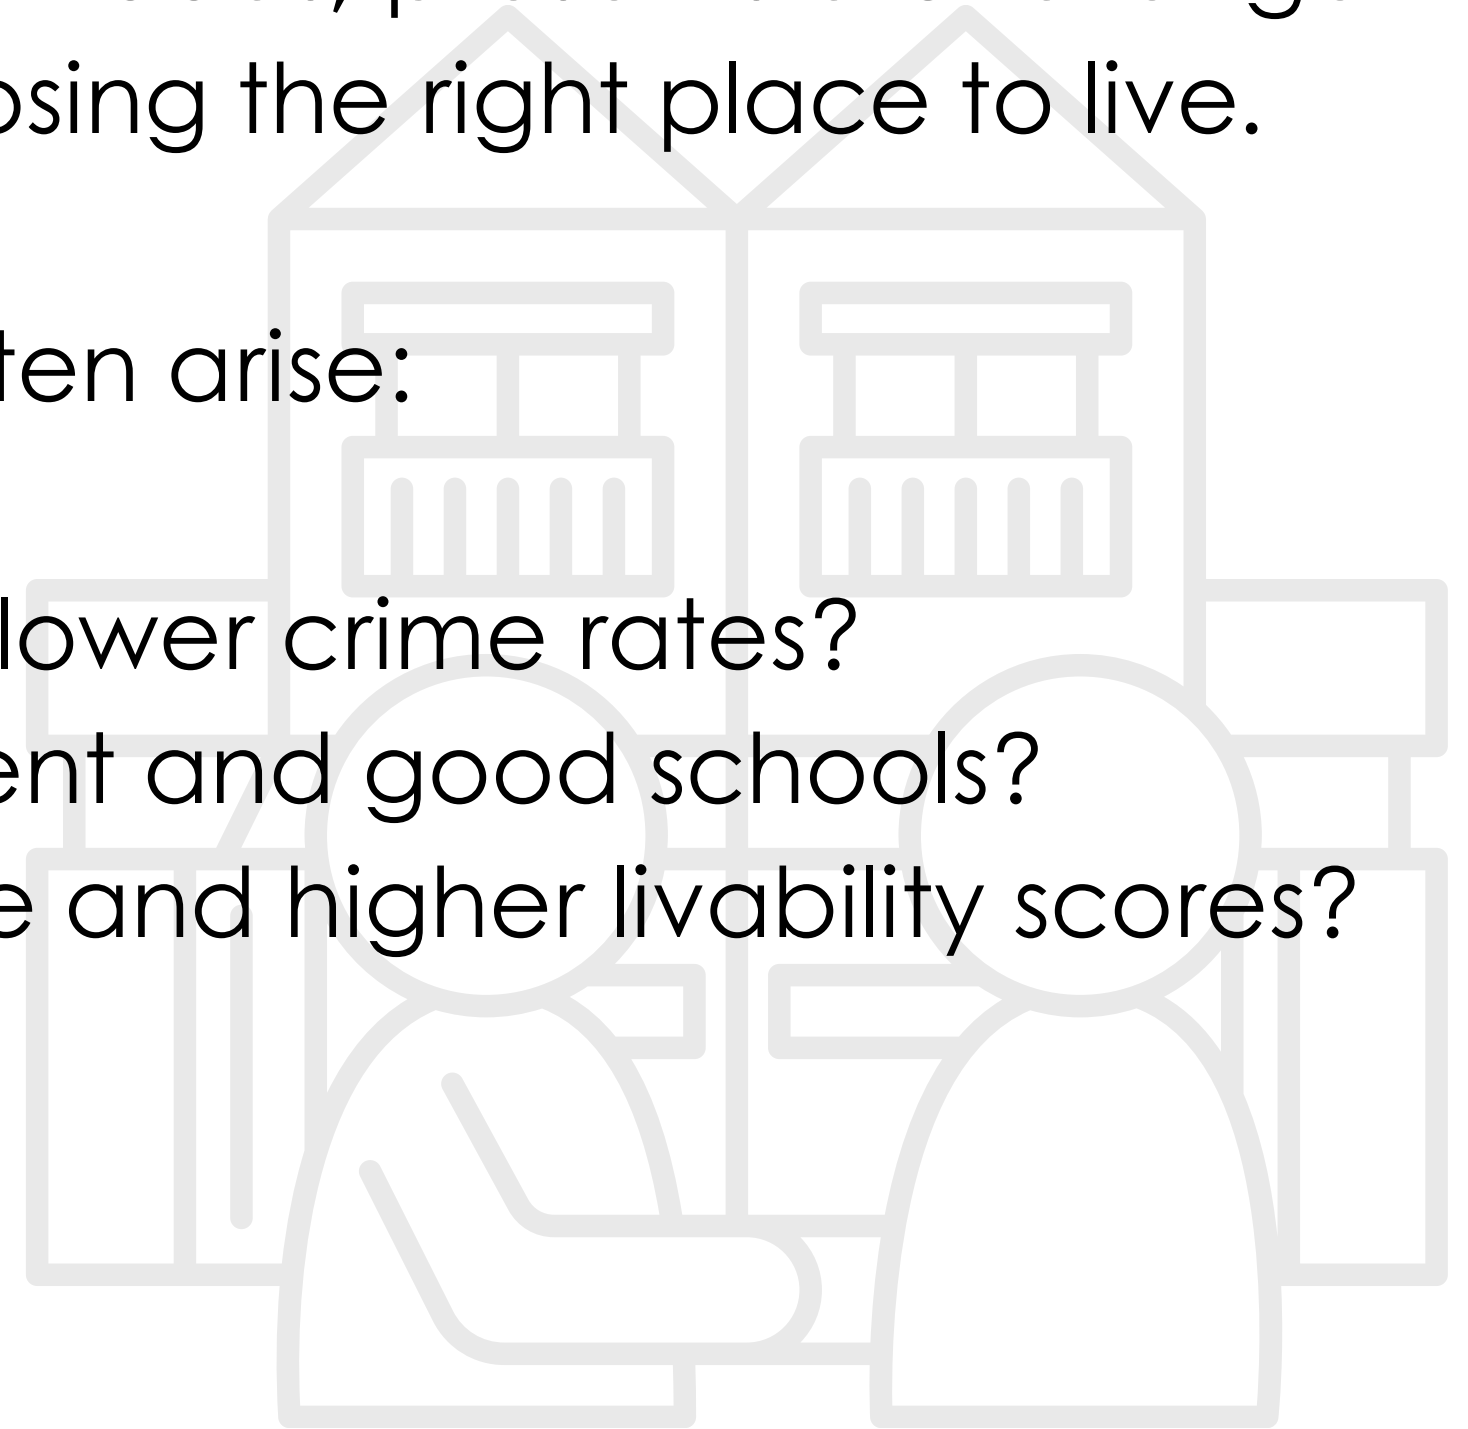 osing the right place to live.
ten arise:
lower crime rates?
ent and good schools?
e and higher livability scores?